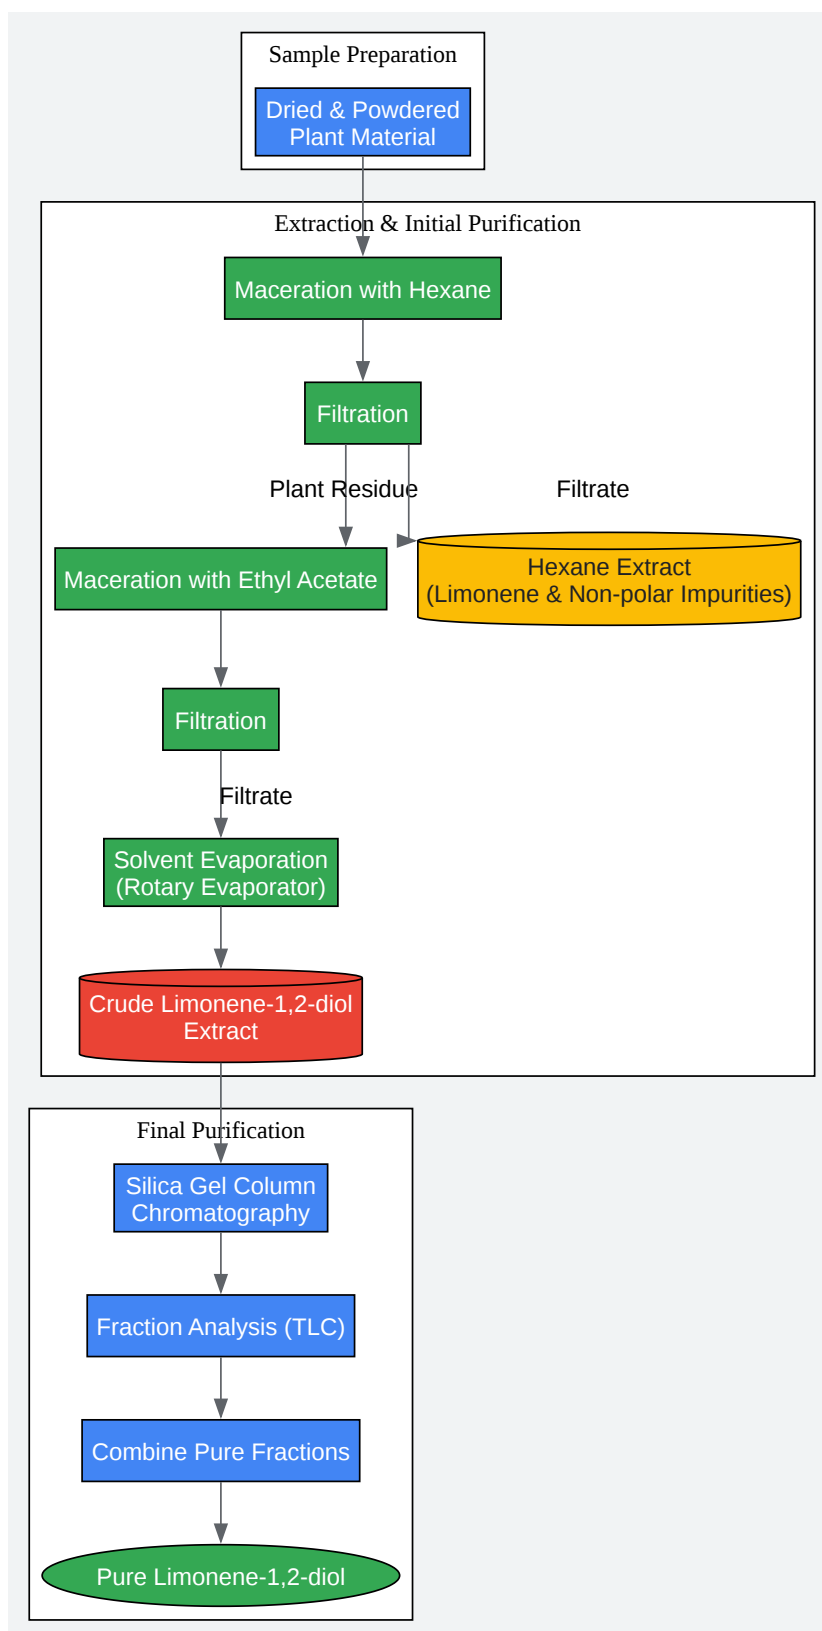 Sample Preparation
Dried & Powdered
Plant Material
Extraction & Initial Purification
Maceration with Hexane
Filtration
Plant Residue
Filtrate
Maceration with Ethyl Acetate
Hexane Extract
(Limonene & Non-polar Impurities)
Filtration
Filtrate
Solvent Evaporation
(Rotary Evaporator)
Crude Limonene-1,2-diol
Extract
Final Purification
Silica Gel Column
Chromatography
Fraction Analysis (TLC)
Combine Pure Fractions
Pure Limonene-1,2-diol